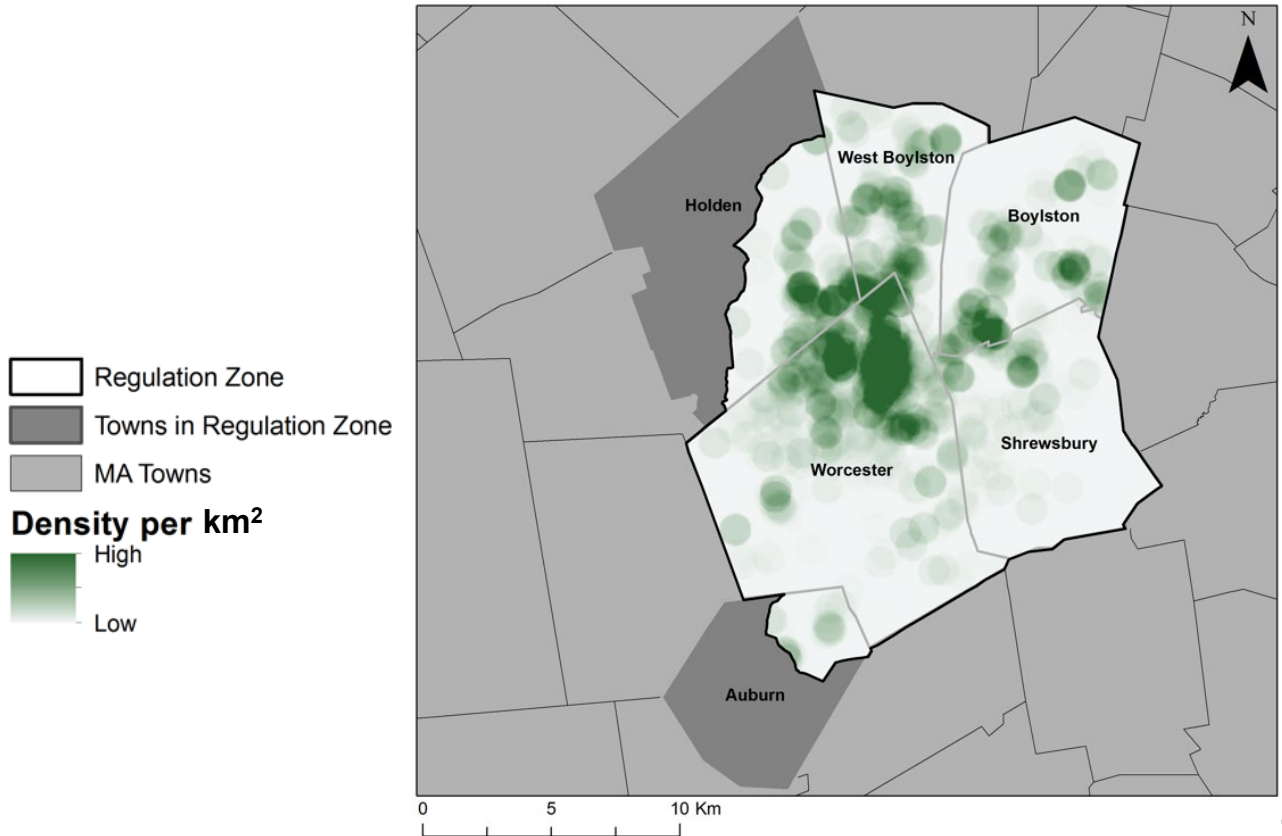 N
West Boylston
Holden
Boylston
Shrewsbury
Worcester
Auburn
Regulation Zone
Towns in Regulation Zone
MA Towns
Density per km²
High
Low
0 5 10 Km